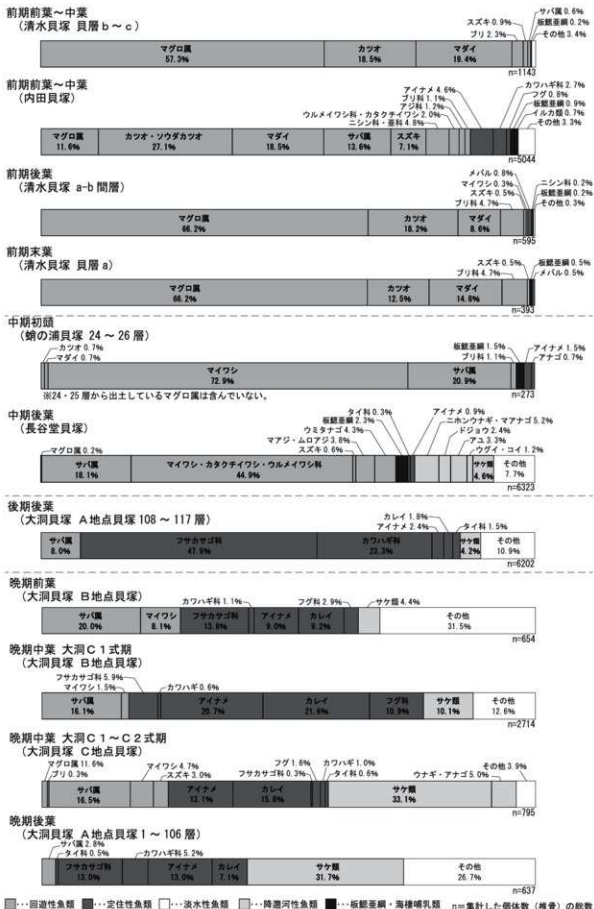 前期前葉～中葉
(清水貝塚 貝層b～c)
サバ属 0.6%
スズキ 0.9%
板鰓亜綱 0.2%
ブリ 2.3%
その他 3.4%
マグロ属 57.3%
カツオ 18.5%
マダイ 19.4%
n=1143
前期前葉～中葉
(内田貝塚)
アイナメ 4.6%
カワハギ科 2.7%
ブリ科 1.1%
フグ 0.8%
アジ科 1.2%
板鰓亜綱 0.9%
ウルメイワシ科・カタクチイワシ 2.0%
イルカ類 0.7%
ニシン科・亜科 4.8%
その他 3.3%
マグロ属 11.6%
カツオ・ソウダカツオ 27.1%
マダイ 18.5%
サバ属 13.6%
スズキ 7.1%
n=5044
前期後葉
(清水貝塚 a-b 間層)
メバル 0.8%
マイワシ 0.3%
ニシン科 0.2%
スズキ 0.5%
板鰓亜綱 0.2%
ブリ科 4.7%
その他 0.3%
マグロ属 66.2%
カツオ 18.2%
マダイ 8.6%
n=595
前期末葉
(清水貝塚 貝層a)
スズキ 0.5%
板鰓亜綱 0.5%
ブリ科 4.7%
メバル 0.5%
マグロ属 66.2%
カツオ 12.5%
マダイ 14.8%
n=393
中期初頭
(蛸の浦貝塚 24～26層)
カツオ 0.7%
マダイ 0.7%
板鰓亜綱 1.5%
アイナメ 1.5%
ブリ科 1.1%
アナゴ 0.7%
マイワシ 72.9%
サバ属 20.9%
※24・25層から出土しているマグロ属は含んでいない。
n=273
中期後葉
(長谷堂貝塚)
タイ科 0.3%
アイナメ 0.9%
板鰓亜綱 2.3%
ニホンウナギ・マアナゴ 5.2%
ウミタナゴ 4.3%
ドジョウ 2.4%
マアジ・ムロアジ 3.8%
アユ 3.3%
スズキ 0.6%
ウグイ・コイ 1.2%
マグロ属 0.2%
サバ属 18.1%
マイワシ・カタクチイワシ・ウルメイワシ科 44.9%
サケ類 4.6%
その他 7.7%
n=6323
後期後葉
(大洞貝塚 A地点貝塚108～117層)
カレイ 1.8%
アイナメ 2.4%
タイ科 1.5%
サバ属 8.0%
フサカサゴ科 47.9%
カワハギ科 23.3%
サケ類 4.2%
その他 10.9%
n=6202
晩期前葉
(大洞貝塚 B地点貝塚)
カワハギ科 1.1%
フグ科 2.9%
サケ類 4.4%
サバ属 20.0%
マイワシ 8.1%
フサカサゴ科 13.8%
アイナメ 9.0%
カレイ 9.2%
その他 31.5%
n=654
晩期中葉 大洞C1式期
(大洞貝塚 B地点貝塚)
フサカサゴ科 5.9%
マイワシ 1.5%
カワハギ 0.6%
サバ属 16.1%
アイナメ 20.7%
カレイ 21.6%
フグ科 10.9%
サケ類 10.1%
その他 12.6%
n=2714
晩期中葉 大洞C1～C2式期
(大洞貝塚 C地点貝塚)
マグロ属 11.6%
マイワシ 4.7%
フグ 1.6%
カワハギ 1.0%
その他 3.9%
ブリ 0.3%
スズキ 3.0%
フサカサゴ科 0.3%
タイ科 0.6%
ウナギ・アナゴ 5.0%
サバ属 16.5%
アイナメ 13.1%
カレイ 15.8%
サケ類 33.1%
n=795
晩期後葉
(大洞貝塚 A地点貝塚1～106層)
サバ属 2.8%
タイ科 0.5%
カワハギ科 5.2%
フサカサゴ科 13.0%
アイナメ 13.0%
カレイ 7.1%
サケ類 31.7%
その他 26.7%
n=637
…回遊性魚類 …定住性魚類 …淡水性魚類 …降遡河性魚類 …板鰓亜綱・海棲哺乳類 n=集計した個体数(椎骨)の総数